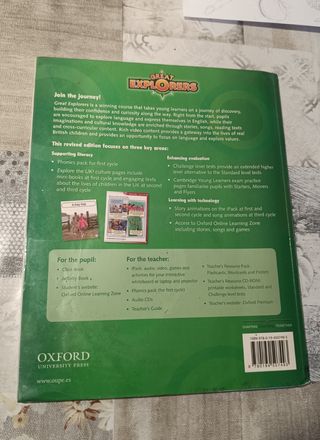 GREAT
EXPLORERS
Join the journey!
Great Explorers is a winning course that takes young learners on a journey of discovery,
building their confidence and curiosity along the way. Right from the start, pupils
are encouraged to explore language and express themselves in English, while their
imaginations and cultural knowledge are enriched through stories, songs, reading texts
and cross-curricular content. Rich video content provides a gateway into the lives of real
British children and provides an opportunity to focus on language and explore values.
This revised edition focuses on three key areas:
Supporting literacy
• Phonics pack for first cycle
• Explore the UK! culture pages include
mini-books at first cycle and engaging texts
about the lives of children in the UK at second
and third cycle
Enhancing evaluation
• Challenge level tests provide an extended higher
level alternative to the Standard level tests
• Cambridge Young Learners exam practice
pages familiarise pupils with Starters, Movers
and Flyers
Learning with technology
• Story animations on the iPack at first and
second cycle and song animations at third cycle
• Access to Oxford Online Learning Zone
including stories, songs and games
For the pupil:
• Class Book
• Activity Book
• Student's website:
Oxford Online Learning Zone
For the teacher:
• iPack: audio, video, games and
activities for your interactive
whiteboard or laptop and projector
• Phonics pack (for first cycle)
• Audio CDs
• Teacher's Guide
• Teacher's Resource Pack:
Flashcards, Wordcards and Posters
• Teacher's Resource CD-ROM:
printable worksheets, Standard and
Challenge level tests
• Teacher's website: Oxford Premium
OXFORD
UNIVERSITY PRESS
www.oupe.es